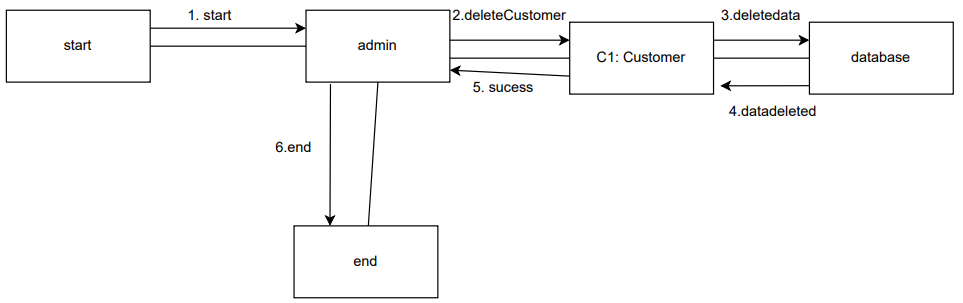 1. start
2.deleteCustomer
3.deletedata
start
admin
C1: Customer
database
5. sucess
4.datadeleted
6.end
end